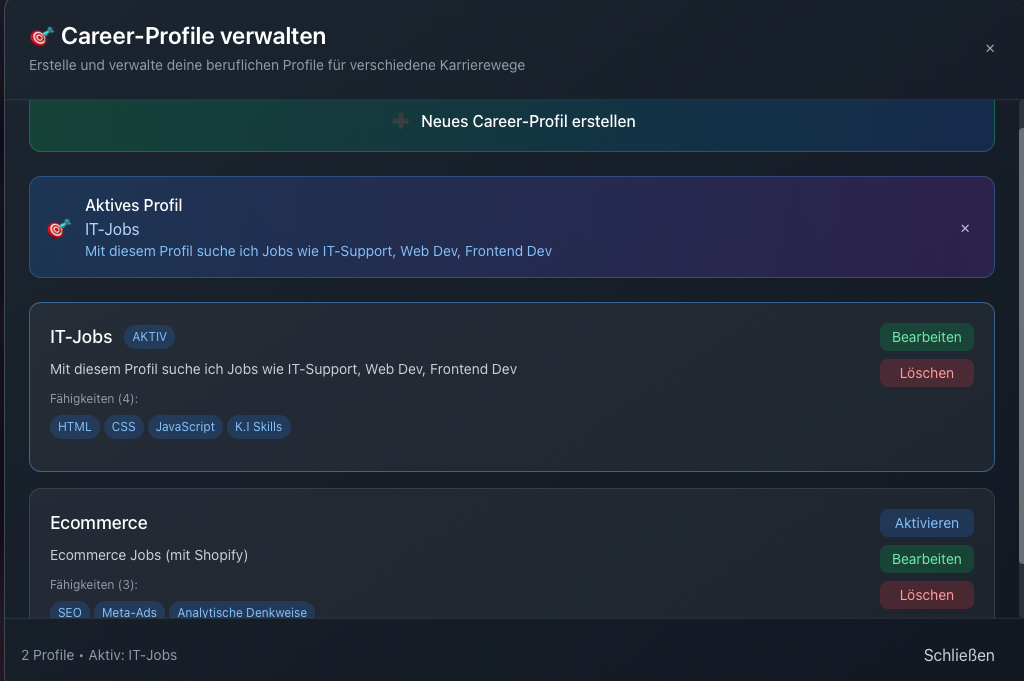 Career-Profile verwalten
Erstelle und verwalte deine beruflichen Profile für verschiedene Karrierewege
Neues Career-Profil erstellen
Aktives Profil
IT-Jobs
Mit diesem Profil suche ich Jobs wie IT-Support, Web Dev, Frontend Dev
IT-Jobs AKTIV
Bearbeiten
Mit diesem Profil suche ich Jobs wie IT-Support, Web Dev, Frontend Dev
Löschen
Fähigkeiten (4):
HTML CSS JavaScript K.I Skills
Ecommerce
Aktivieren
Ecommerce Jobs (mit Shopify)
Bearbeiten
Fähigkeiten (3):
Löschen
SEO Meta-Ads Analytische Denkweise
2 Profile • Aktiv: IT-Jobs
Schließen